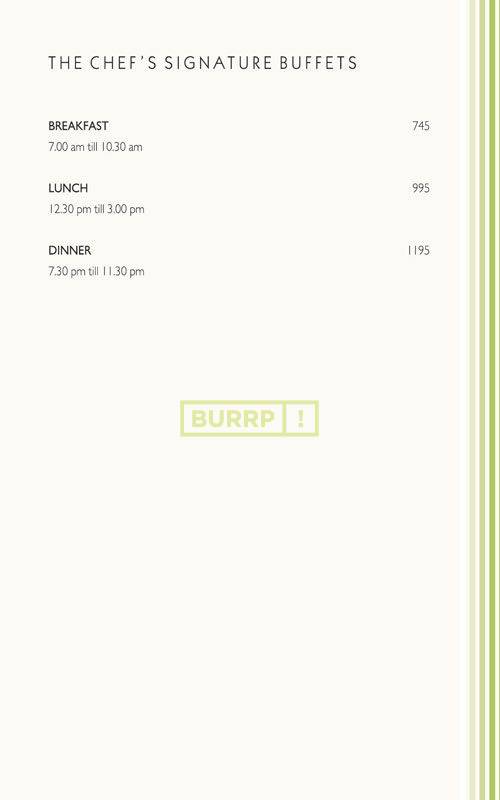 THE CHEF'S SIGNATURE BUFFETS
BREAKFAST 745
7.00 am till 10.30 am
LUNCH 995
12.30 pm till 3.00 pm
DINNER 1195
7.30 pm till 11.30 pm
BURRP !